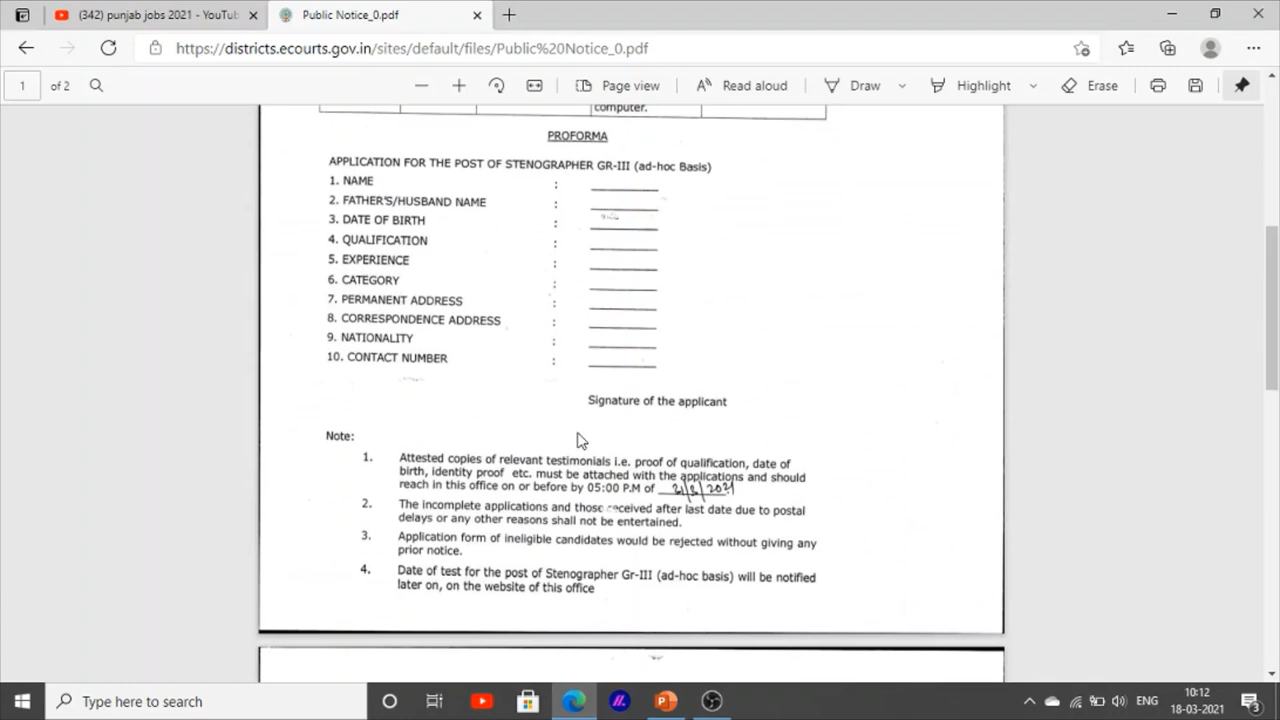 (342) punjab jobs 2021 - YouTub
Public Notice_0.pdf
https://districts.ecourts.gov.in/sites/default/files/Public%20Notice_0.pdf
1 of 2
Page view
Read aloud
Draw
Highlight
Erase
computer.
PROFORMA
APPLICATION FOR THE POST OF STENOGRAPHER GR-III (ad-hoc Basis)
1. NAME :
2. FATHER'S/HUSBAND NAME :
3. DATE OF BIRTH :
4. QUALIFICATION :
5. EXPERIENCE :
6. CATEGORY :
7. PERMANENT ADDRESS :
8. CORRESPONDENCE ADDRESS :
9. NATIONALITY :
10. CONTACT NUMBER :
Signature of the applicant
Note:
1. Attested copies of relevant testimonials i.e. proof of qualification, date of
birth, identity proof etc. must be attached with the applications and should
reach in this office on or before by 05:00 P.M of
2. The incomplete applications and those received after last date due to postal
delays or any other reasons shall not be entertained.
3. Application form of ineligible candidates would be rejected without giving any
prior notice.
4. Date of test for the post of Stenographer Gr-III (ad-hoc basis) will be notified
later on, on the website of this office
Type here to search
ENG
10:12
18-03-2021
3